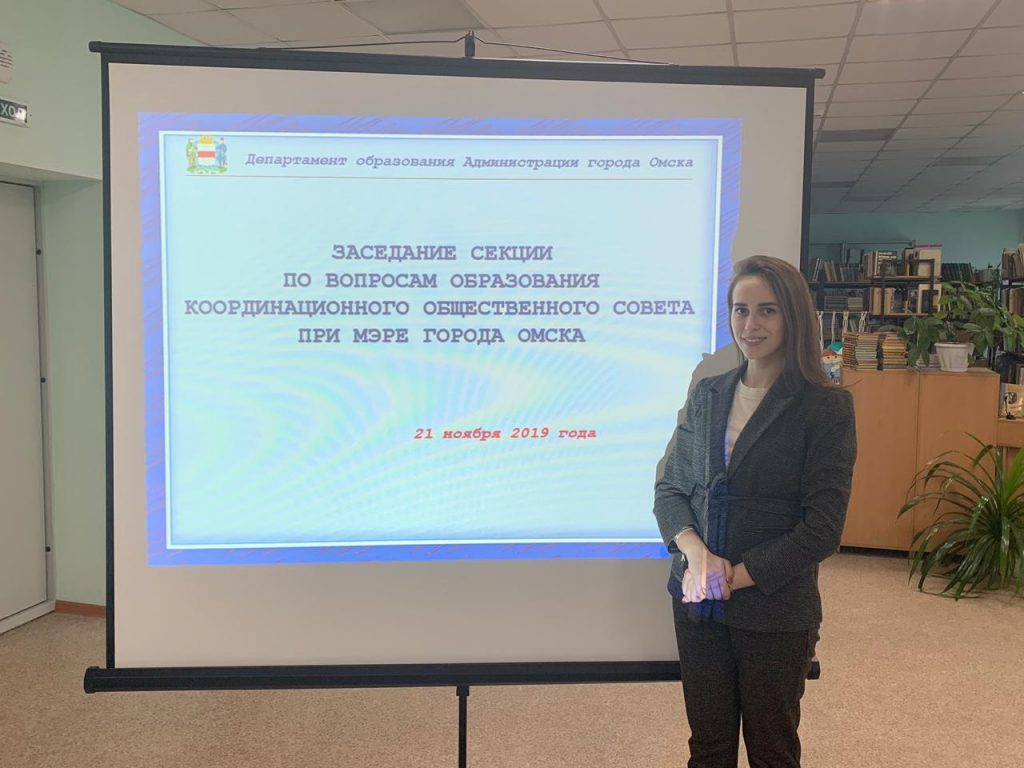 Департамент образования Администрации города Омска
ЗАСЕДАНИЕ СЕКЦИИ
ПО ВОПРОСАМ ОБРАЗОВАНИЯ
КООРДИНАЦИОННОГО ОБЩЕСТВЕННОГО СОВЕТА
ПРИ МЭРЕ ГОРОДА ОМСКА
21 ноября 2019 года